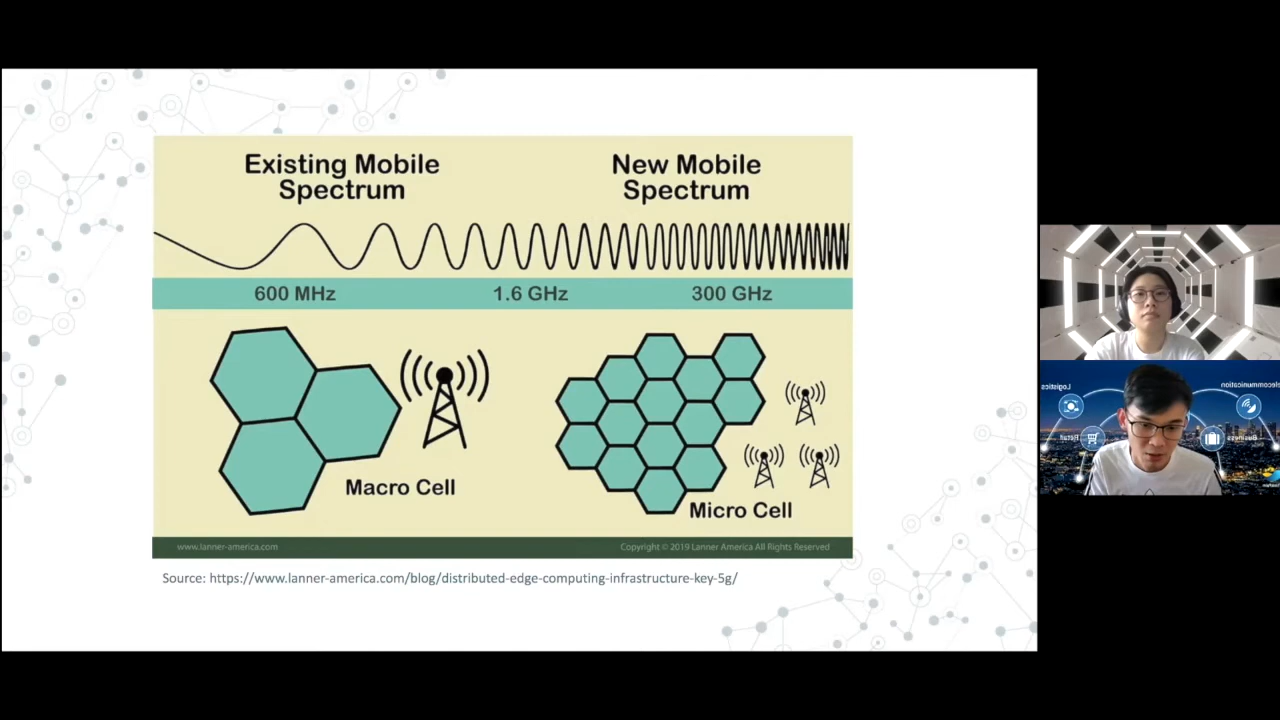 Existing Mobile
Spectrum
New Mobile
Spectrum
600 MHz
1.6 GHz
300 GHz
Macro Cell
Micro Cell
www.lanner-america.com
Copyright © 2019 Lanner America All Rights Reserved
Source: https://www.lanner-america.com/blog/distributed-edge-computing-infrastructure-key-5g/
Logistics
elecommunication
Retail
Business